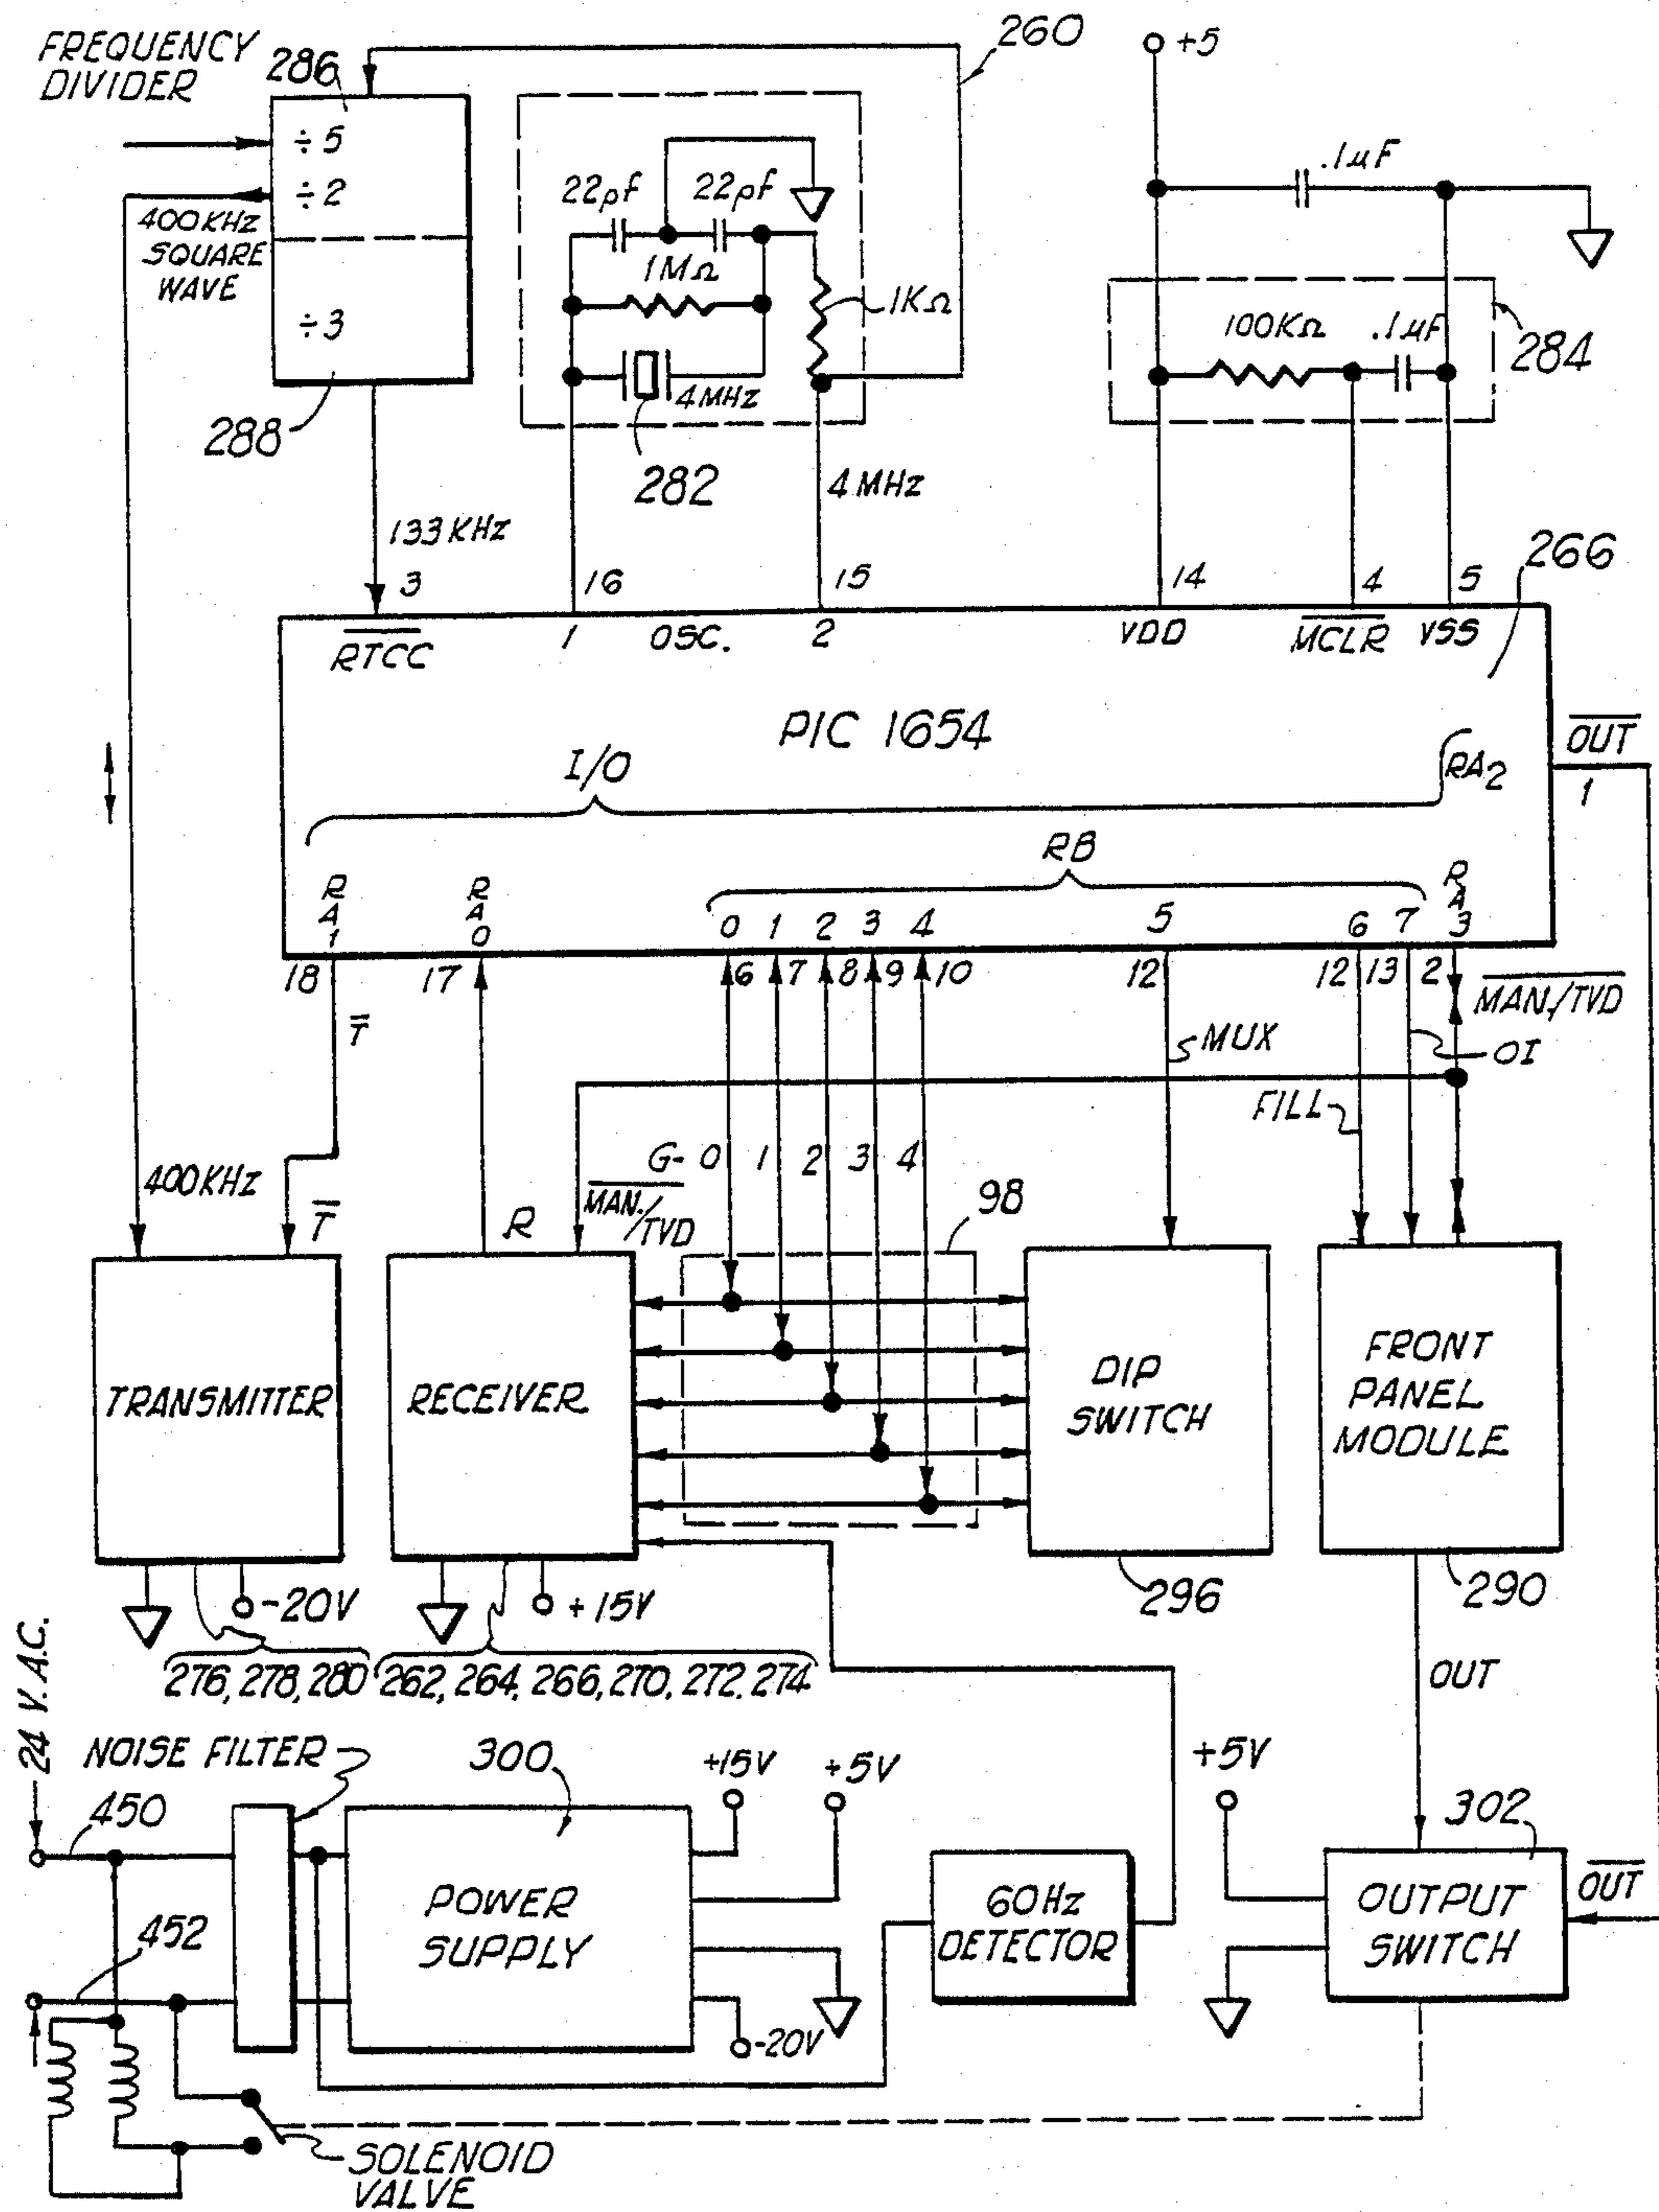 FREQUENCY
DIVIDER
286
260
+5
÷5
÷2
400KHz
SQUARE
WAVE
÷3
288
22pf 22pf
1MΩ
1KΩ
4MHz
282
.1µF
100KΩ .1µF
284
133 KHz
4 MHz
266
3 16 15 14 4 5
RTCC 1 OSC. 2 VDD MCLR VSS
PIC 1654
OUT
1
I/O
RA2
RB
RA1 RA0 0 1 2 3 4 5 6 7 RA3
18 17 6 7 8 9 10 12 12 13 2
T
MAN./TVD
MUX
OI
FILL
G- 0 1 2 3 4
400KHZ
T
R
MAN./TVD
98
TRANSMITTER
RECEIVER
DIP
SWITCH
FRONT
PANEL
MODULE
296
290
-20V
+15V
276, 278, 280
262, 264, 266, 270, 272, 274
OUT
24 V.A.C.
NOISE FILTER
300
+15V
+5V
+5V
302
450
452
POWER
SUPPLY
60Hz
DETECTOR
OUTPUT
SWITCH
OUT
-20V
SOLENOID
VALVE